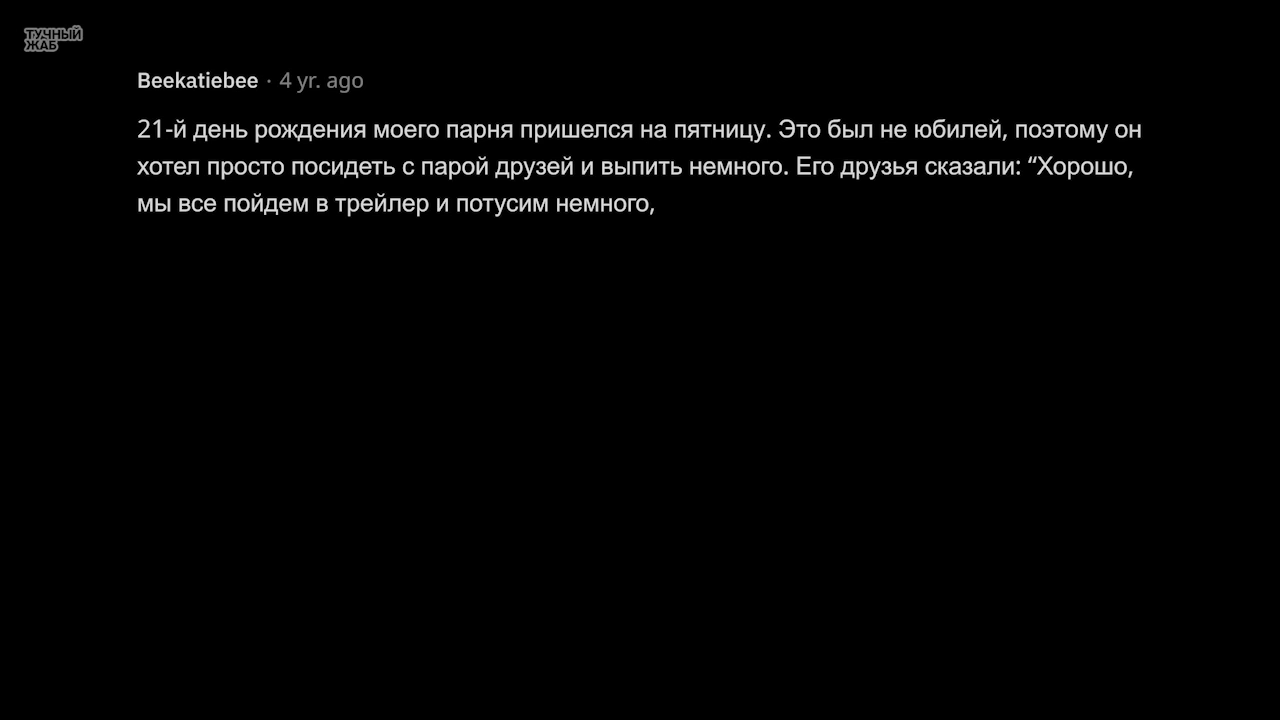 ТУЧНЫЙ
ЖАБ
Beekatiebee · 4 yr. ago
21-й день рождения моего парня пришелся на пятницу. Это был не юбилей, поэтому он
хотел просто посидеть с парой друзей и выпить немного. Его друзья сказали: “Хорошо,
мы все пойдем в трейлер и потусим немного,